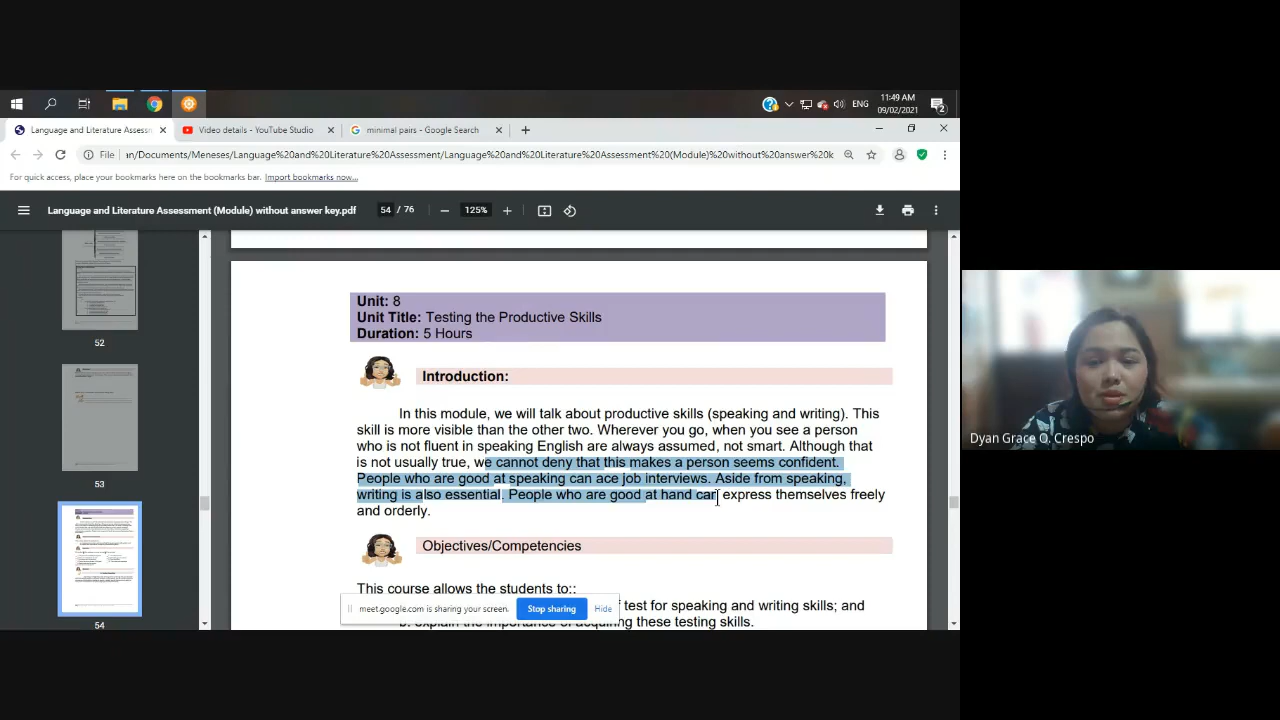 ENG
11:49 AM
09/02/2021
Language and Literature Assessm
Video details - YouTube Studio
minimal pairs - Google Search
File
ın/Documents/Meneses/Language%20and%20Literature%20Assessment/Language%20and%20Literature%20Assessment%20(Module)%20without%20answer%20k
For quick access, place your bookmarks here on the bookmarks bar. Import bookmarks now...
Language and Literature Assessment (Module) without answer key.pdf
54 / 76
125%
52
53
54
Unit: 8
Unit Title: Testing the Productive Skills
Duration: 5 Hours
Introduction:
In this module, we will talk about productive skills (speaking and writing). This
skill is more visible than the other two. Wherever you go, when you see a person
who is not fluent in speaking English are always assumed, not smart. Although that
is not usually true, we cannot deny that this makes a person seems confident.
People who are good at speaking can ace job interviews. Aside from speaking,
writing is also essential. People who are good at hand can express themselves freely
and orderly.
Objectives/Competencies
This course allows the students to::
test for speaking and writing skills; and
b. explain the importance of acquiring these testing skills.
meet.google.com is sharing your screen.
Stop sharing
Hide
Dyan Grace O. Crespo